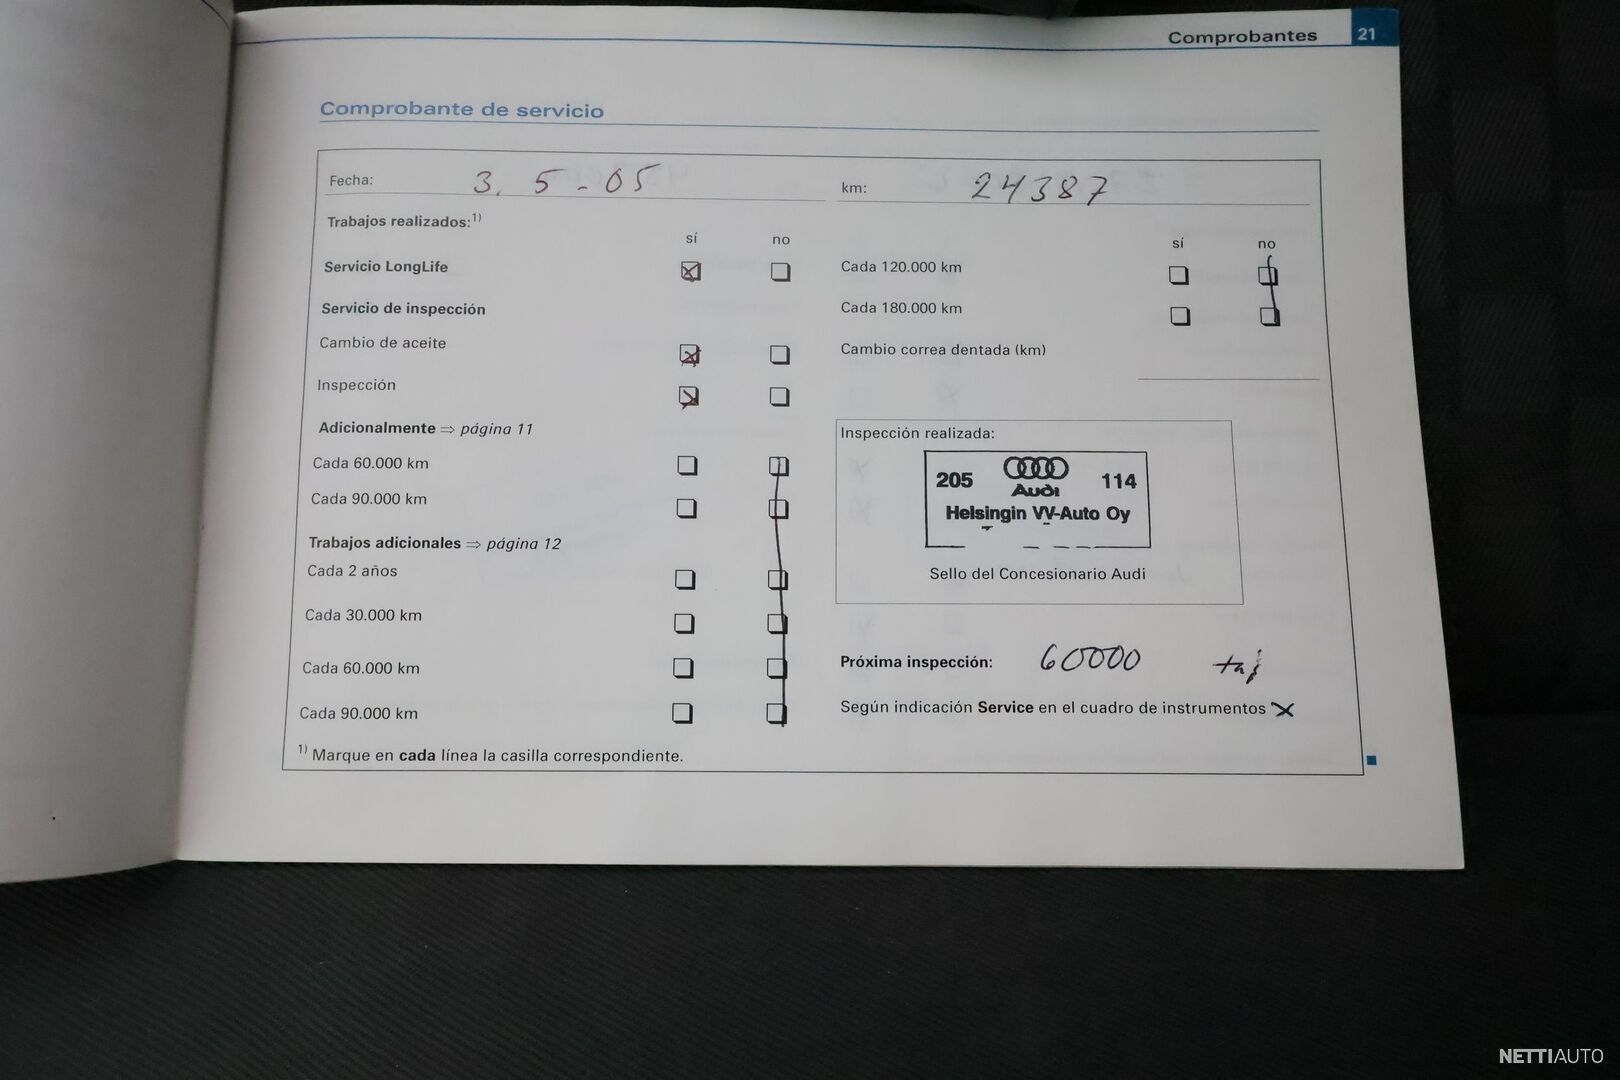 Comprobantes 21
Comprobante de servicio
Fecha: 3. 5 - 05
km: 24387
Trabajos realizados:1)
sí no
Servicio LongLife
Servicio de inspección
Cambio de aceite
Inspección
Adicionalmente ⇒ página 11
Cada 60.000 km
Cada 90.000 km
Trabajos adicionales ⇒ página 12
Cada 2 años
Cada 30.000 km
Cada 60.000 km
Cada 90.000 km
1) Marque en cada línea la casilla correspondiente.
sí no
Cada 120.000 km
Cada 180.000 km
Cambio correa dentada (km)
Inspección realizada:
205 Audi 114
Helsingin VV-Auto Oy
Sello del Concesionario Audi
Próxima inspección: 60000 tai
Según indicación Service en el cuadro de instrumentos X
NETTIAUTO